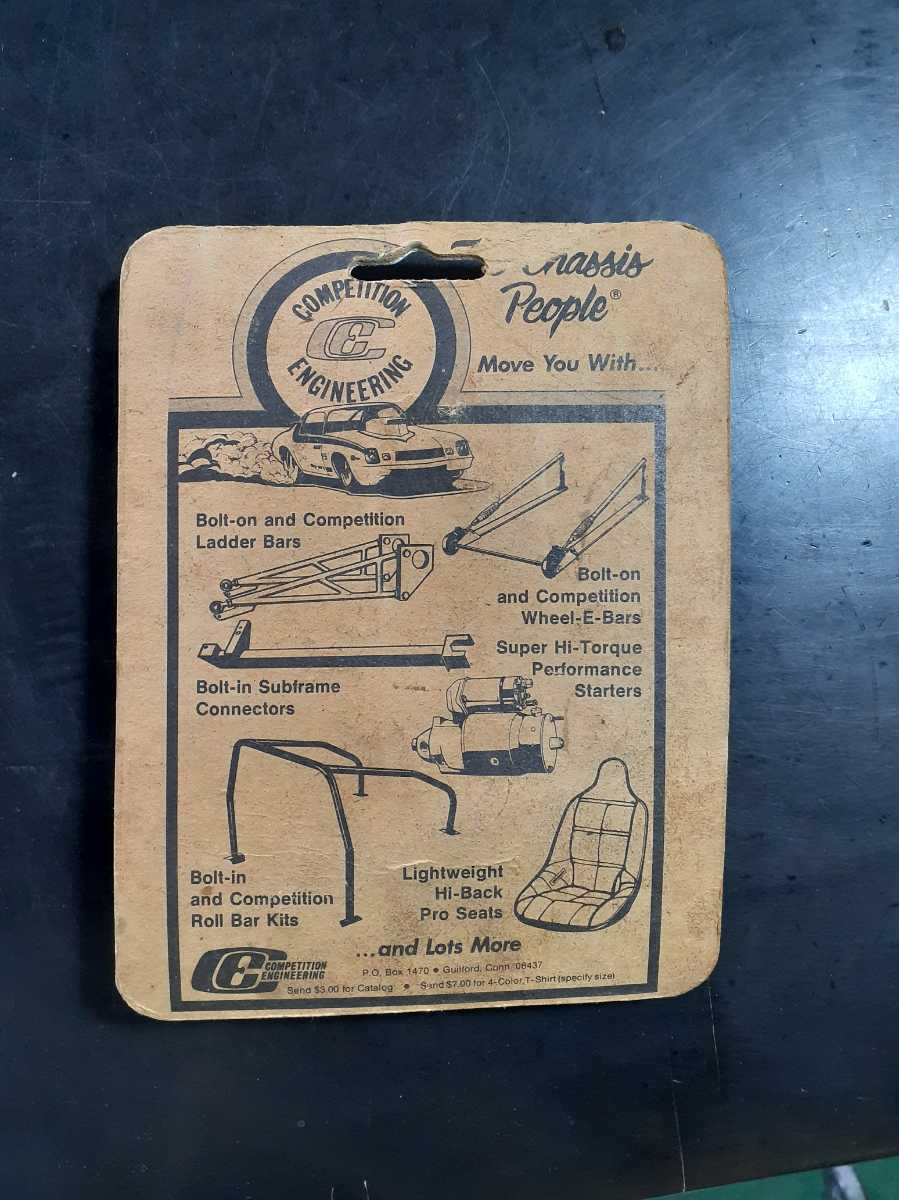 COMPETITION
CE
ENGINEERING
Chassis
People®
Move You With...
Bolt-on and Competition
Ladder Bars
Bolt-on
and Competition
Wheel-E-Bars
Super Hi-Torque
Performance
Starters
Bolt-in Subframe
Connectors
Bolt-in
and Competition
Roll Bar Kits
Lightweight
Hi-Back
Pro Seats
...and Lots More
CE COMPETITION
ENGINEERING
P.O. Box 1470 • Guilford, Conn. 06437
Send $3.00 for Catalog • Send $7.00 for 4-Color T-Shirt (specify size)